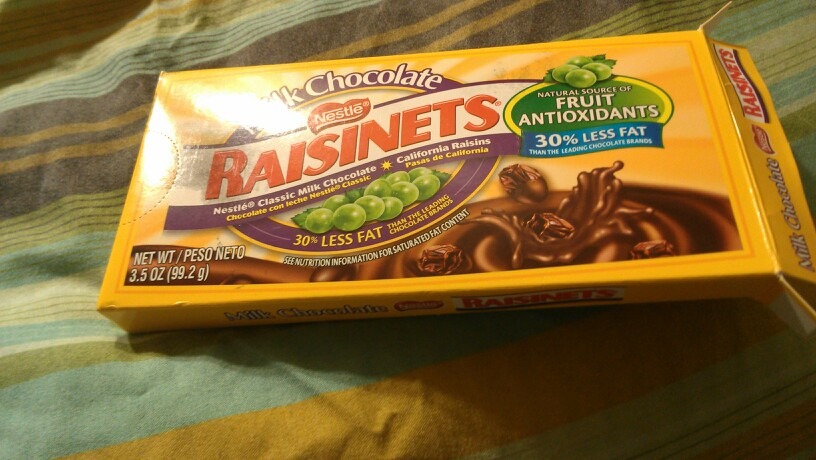 Milk Chocolate
Nestlé®
RAISINETS®
Nestlé® Classic Milk Chocolate ✷ California Raisins
Chocolate con leche Nestlé® Classic Pasas de California
30% LESS FAT THAN THE LEADING CHOCOLATE BRANDS
SEE NUTRITION INFORMATION FOR SATURATED FAT CONTENT
NATURAL SOURCE OF
FRUIT
ANTIOXIDANTS
30% LESS FAT
THAN THE LEADING CHOCOLATE BRANDS
NET WT / PESO NETO
3.5 OZ (99.2 g)
Milk Chocolate Nestlé RAISINETS
Milk Chocolate Nestlé RAISINETS